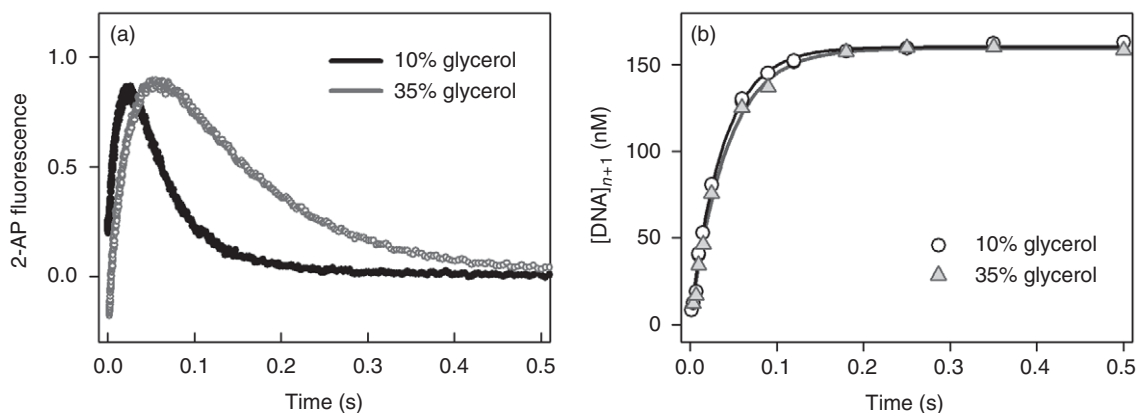 (a)
10% glycerol
35% glycerol
1.0
0.5
0.0
2-AP fluorescence
0.0 0.1 0.2 0.3 0.4 0.5
Time (s)
(b)
150
100
50
0
[DNA]n+1 (nM)
10% glycerol
35% glycerol
0.0 0.1 0.2 0.3 0.4 0.5
Time (s)